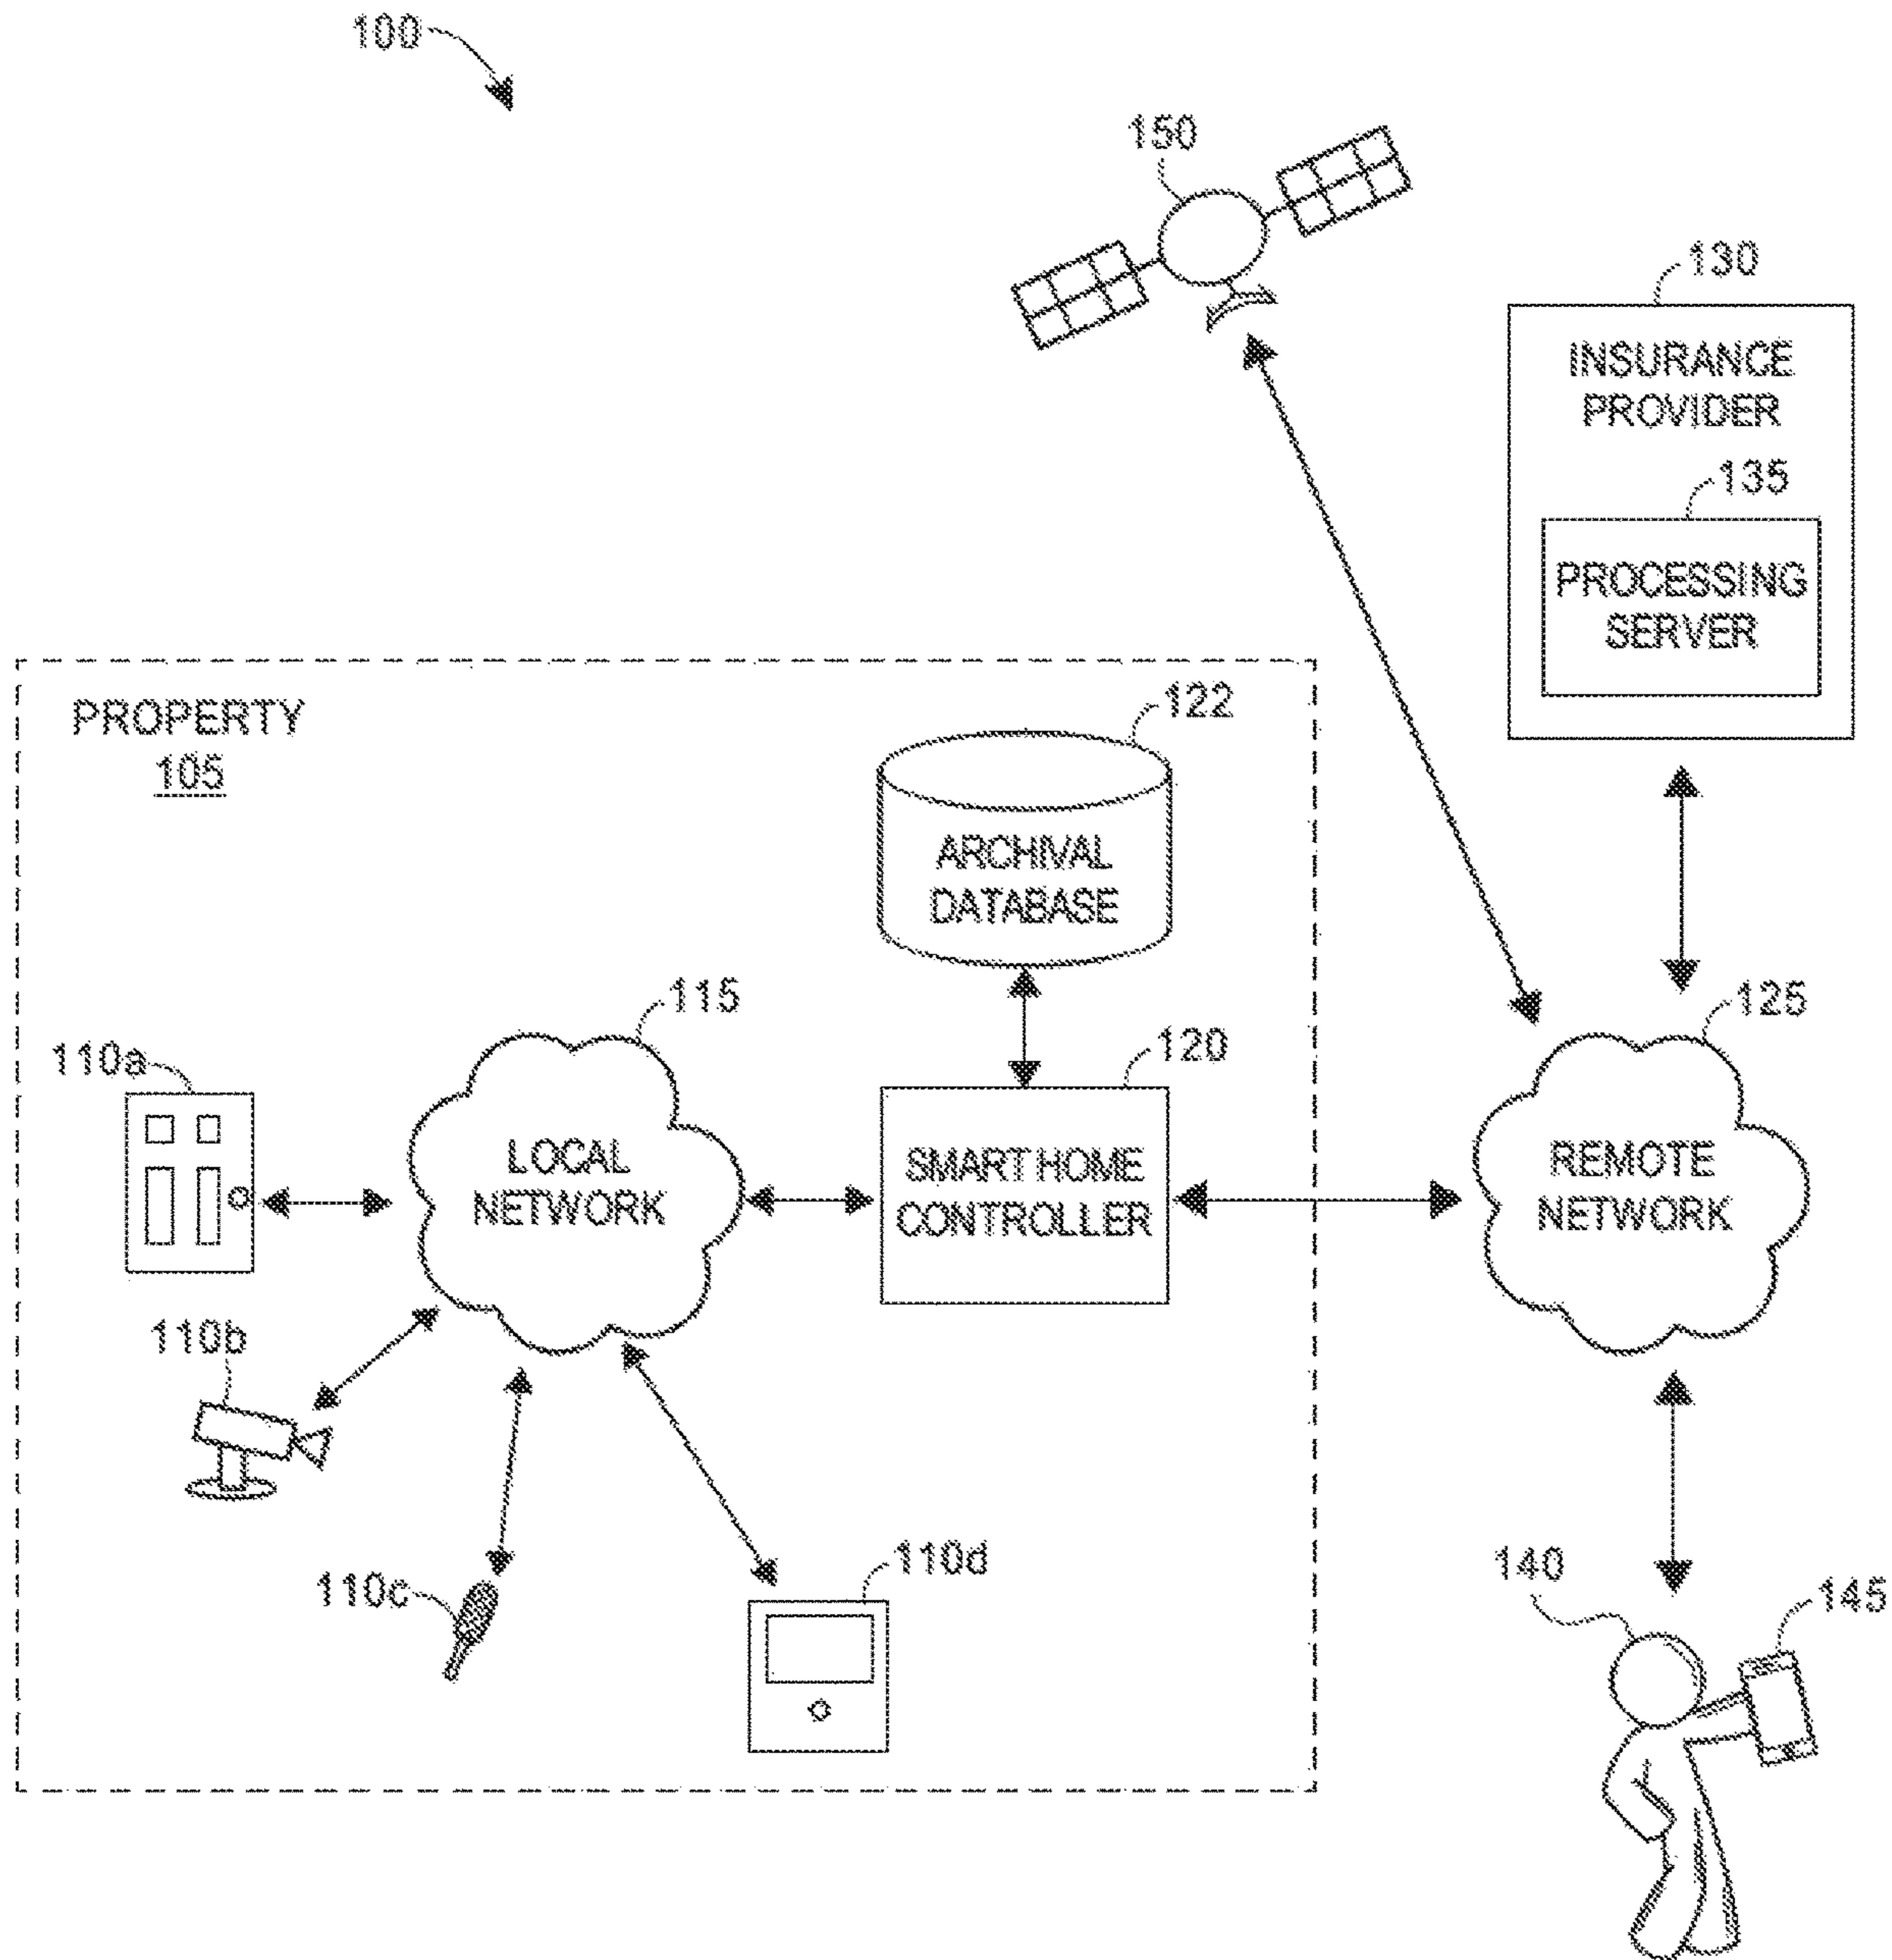 100
150
130
INSURANCE
PROVIDER
135
PROCESSING
SERVER
PROPERTY
105
122
ARCHIVAL
DATABASE
115
120
125
110a
LOCAL
NETWORK
SMART HOME
CONTROLLER
REMOTE
NETWORK
110b
110c
110d
140
145